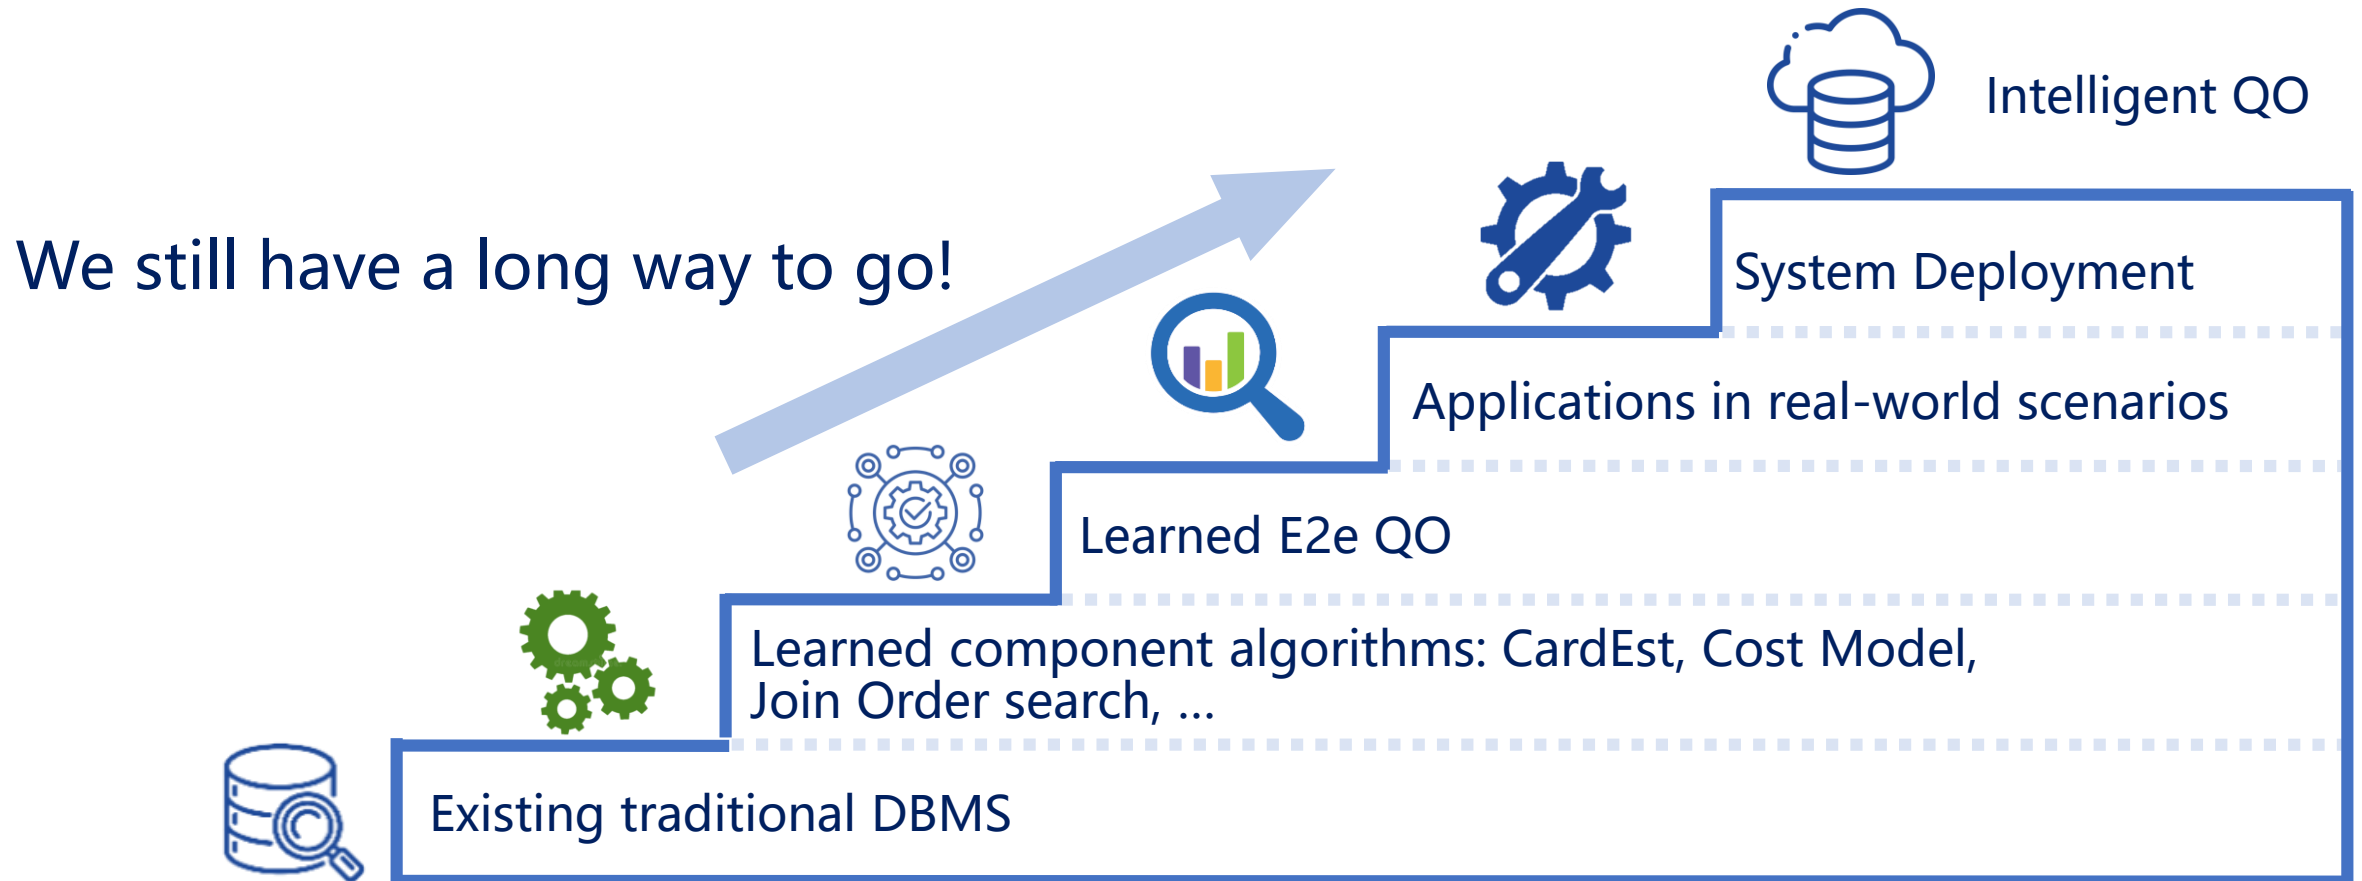 Intelligent QO
We still have a long way to go!
System Deployment
Applications in real-world scenarios
Learned E2e QO
Learned component algorithms: CardEst, Cost Model,
Join Order search, ...
Existing traditional DBMS